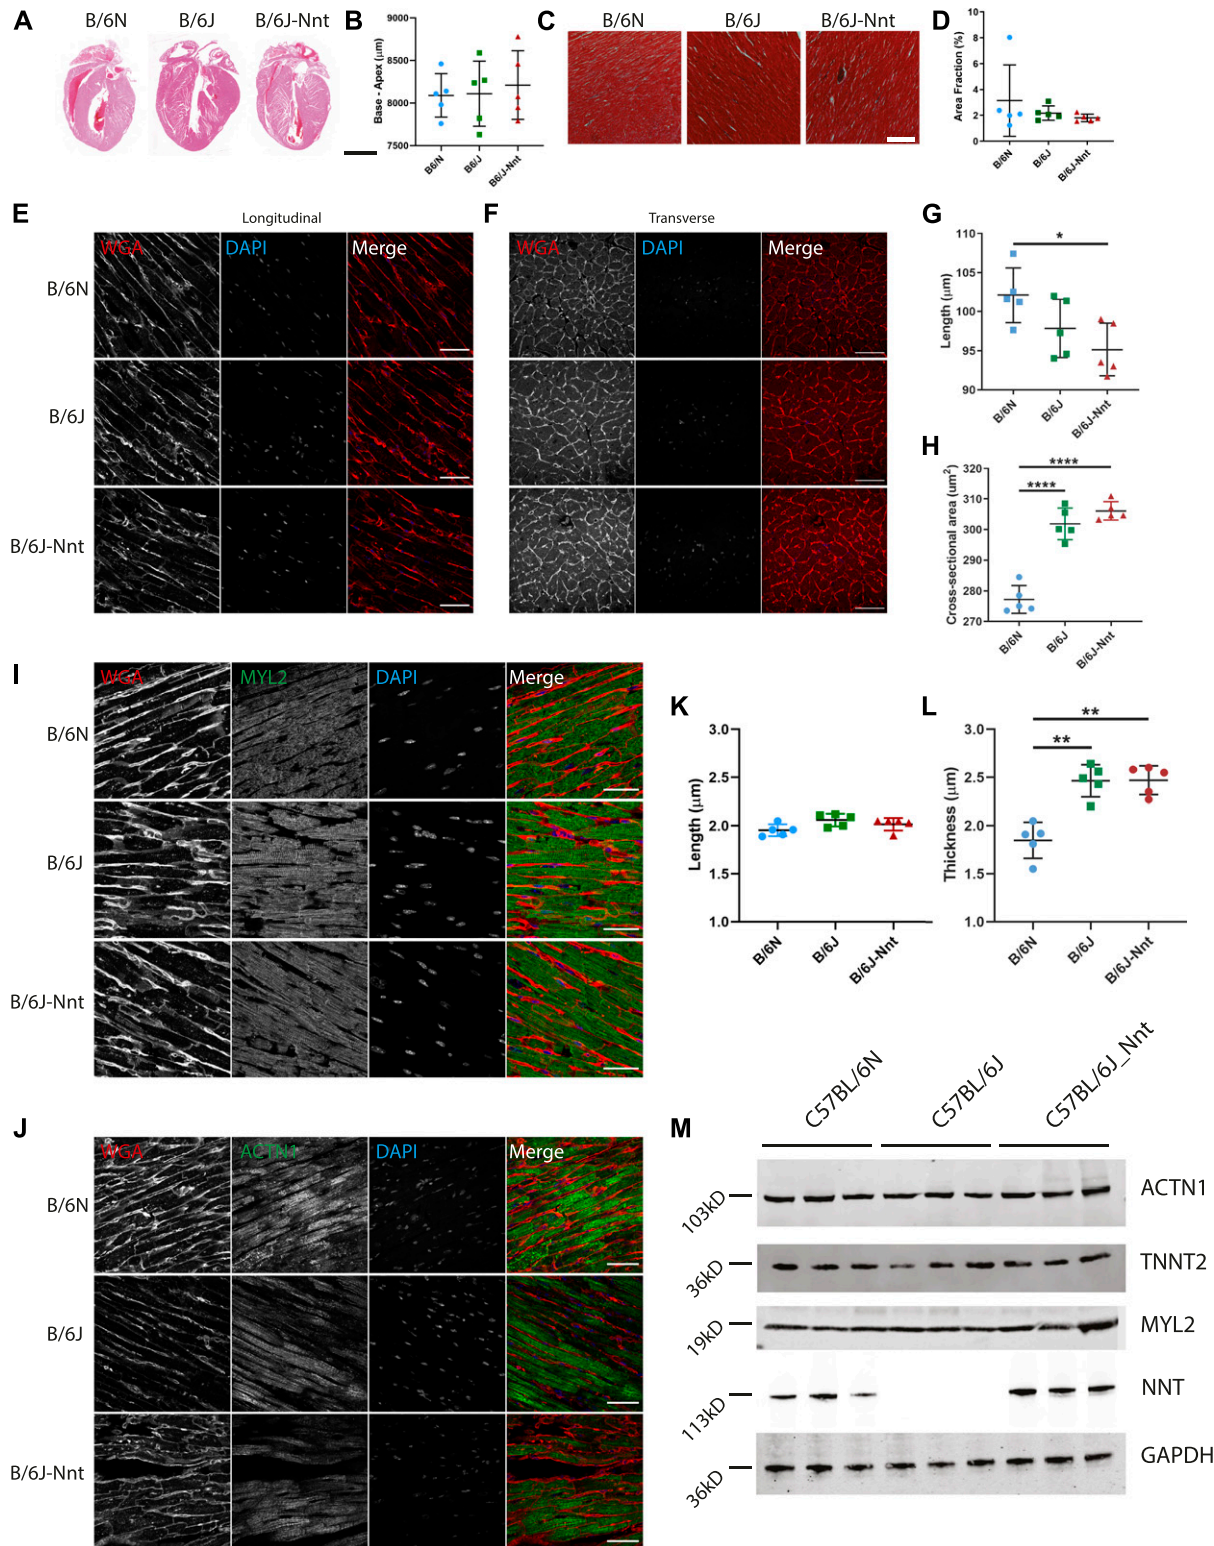 A
B/6N
B/6J
B/6J-Nnt
B
9000
8500
8000
7500
Base - Apex (μm)
B6/N
B6/J
B6/J-Nnt
C
B/6N
B/6J
B/6J-Nnt
D
10
8
6
4
2
0
Area Fraction (%)
B/6N
B/6J
B/6J-Nnt
E
Longitudinal
WGA
DAPI
Merge
B/6N
B/6J
B/6J-Nnt
F
Transverse
WGA
DAPI
Merge
G
110
105
100
95
90
Length (μm)
*
B/6N
B/6J
B/6J-Nnt
H
320
310
300
290
280
270
Cross-sectional area (um²)
****
****
B/6N
B/6J
B/6J-Nnt
I
WGA
MYL2
DAPI
Merge
B/6N
B/6J
B/6J-Nnt
K
3.0
2.5
2.0
1.5
1.0
Length (μm)
B/6N
B/6J
B/6J-Nnt
L
3.0
2.5
2.0
1.5
1.0
Thickness (μm)
**
**
B/6N
B/6J
B/6J-Nnt
J
WGA
ACTN1
DAPI
Merge
B/6N
B/6J
B/6J-Nnt
M
C57BL/6N
C57BL/6J
C57BL/6J_Nnt
103kD
ACTN1
36kD
TNNT2
19kD
MYL2
113kD
NNT
36kD
GAPDH